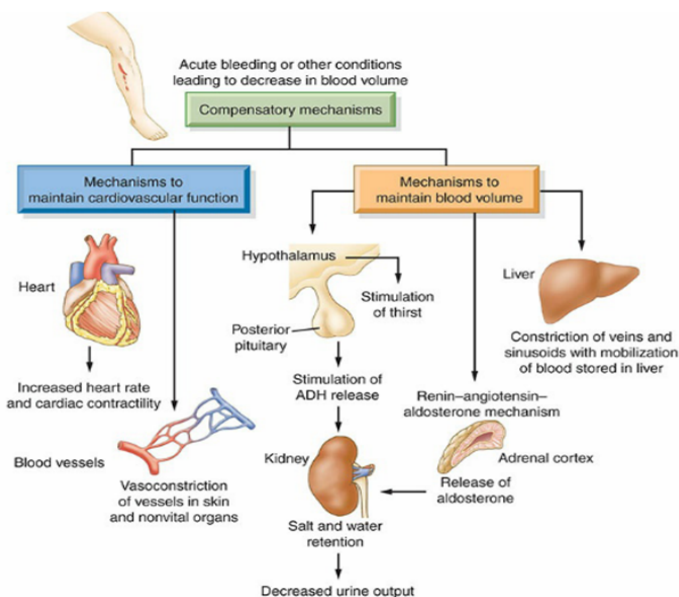 Acute bleeding or other conditions
leading to decrease in blood volume
Compensatory mechanisms
Mechanisms to
maintain cardiovascular function
Mechanisms to
maintain blood volume
Heart
Increased heart rate
and cardiac contractility
Blood vessels
Vasoconstriction
of vessels in skin
and nonvital organs
Hypothalamus
Stimulation
of thirst
Posterior
pituitary
Stimulation of
ADH release
Kidney
Salt and water
retention
Decreased urine output
Renin–angiotensin–
aldosterone mechanism
Adrenal cortex
Release of
aldosterone
Liver
Constriction of veins and
sinusoids with mobilization
of blood stored in liver